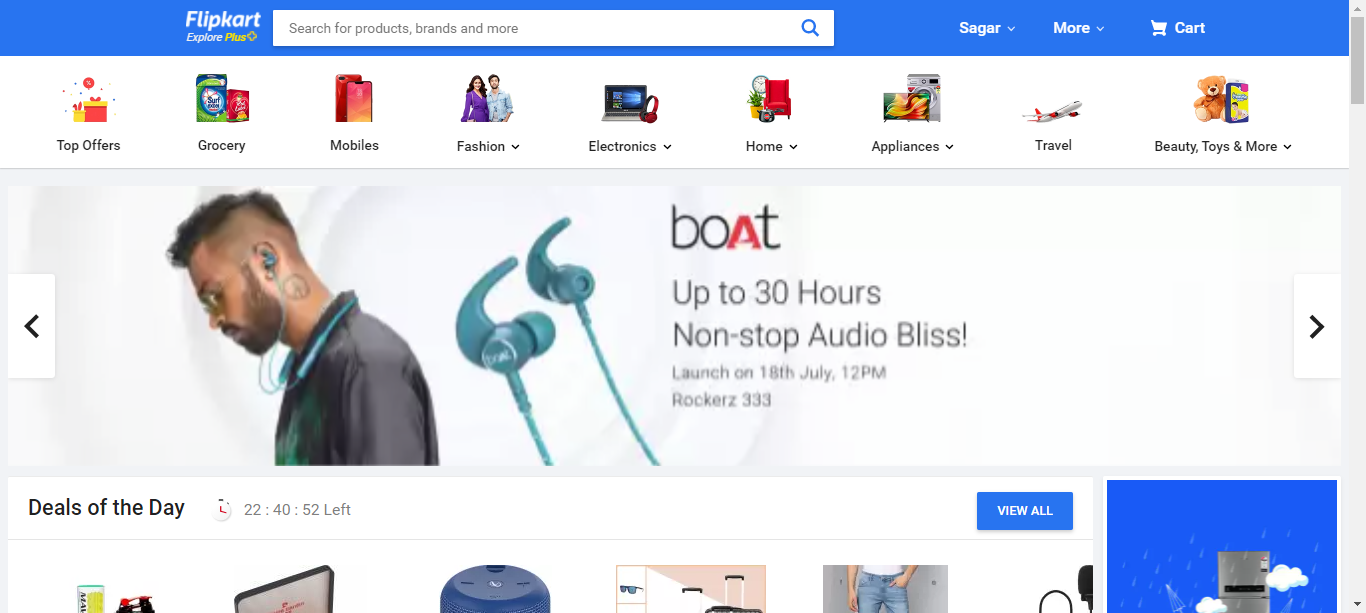 Flipkart
Explore Plus
Search for products, brands and more
Sagar
More
Cart
Top Offers
Grocery
Mobiles
Fashion
Electronics
Home
Appliances
Travel
Beauty, Toys & More
boAt
Up to 30 Hours
Non-stop Audio Bliss!
Launch on 18th July, 12PM
Rockerz 333
boAt
Deals of the Day
22 : 40 : 52 Left
VIEW ALL